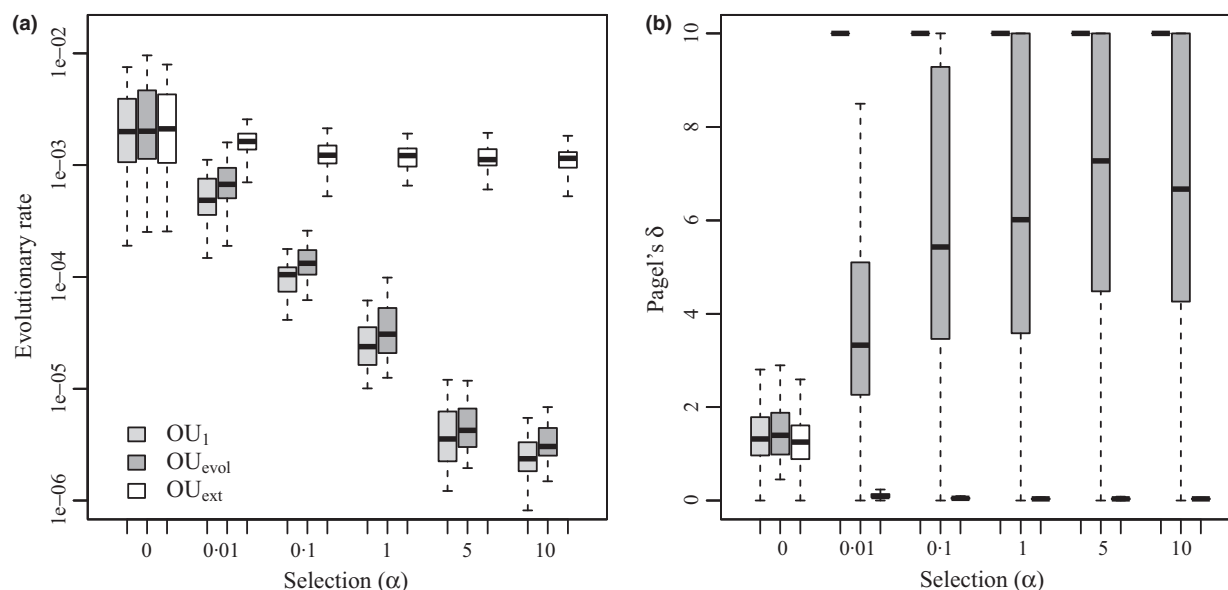 (a)
Evolutionary rate
1e−02
1e−03
1e−04
1e−05
1e−06
OU1
OUevol
OUext
0 0·01 0·1 1 5 10
Selection (α)
(b)
Pagel's δ
10
8
6
4
2
0
0 0·01 0·1 1 5 10
Selection (α)